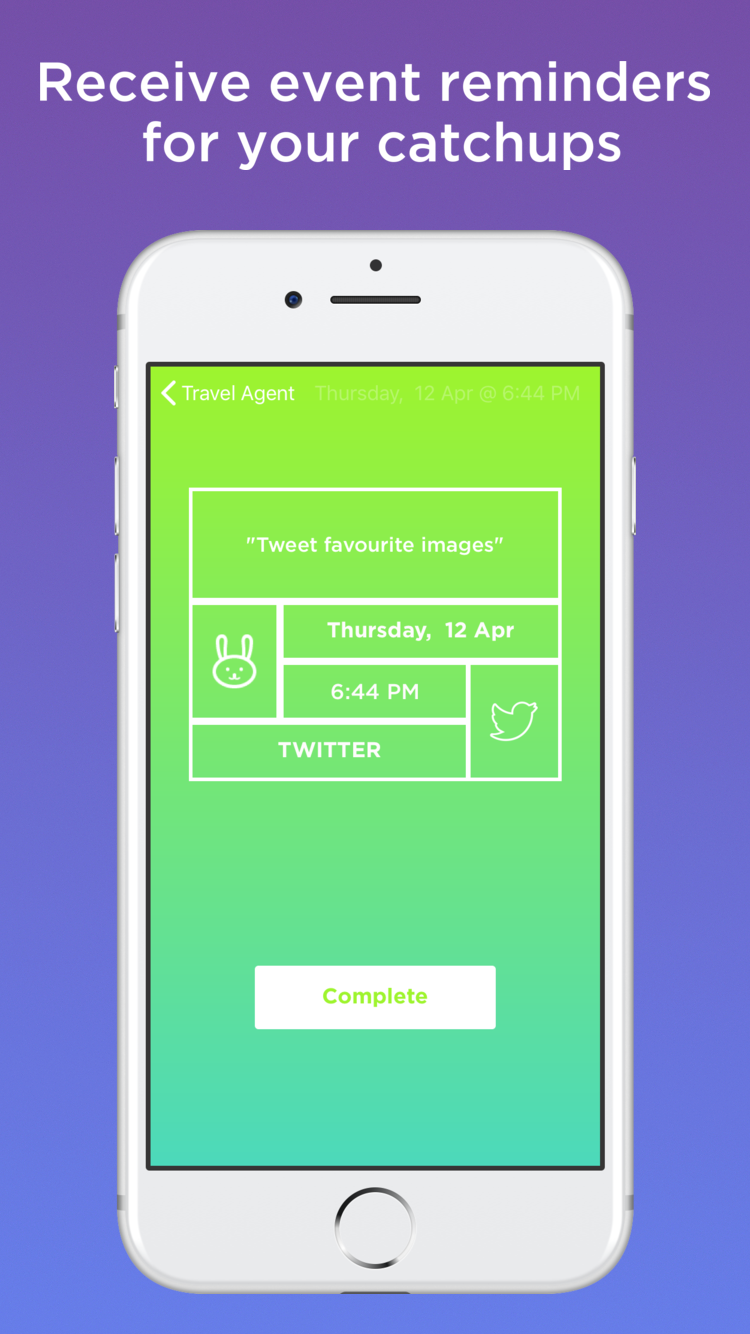 Receive event reminders
for your catchups
Travel Agent
Thursday,  12 Apr @ 6:44 PM
"Tweet favourite images"
Thursday,  12 Apr
6:44 PM
TWITTER
Complete